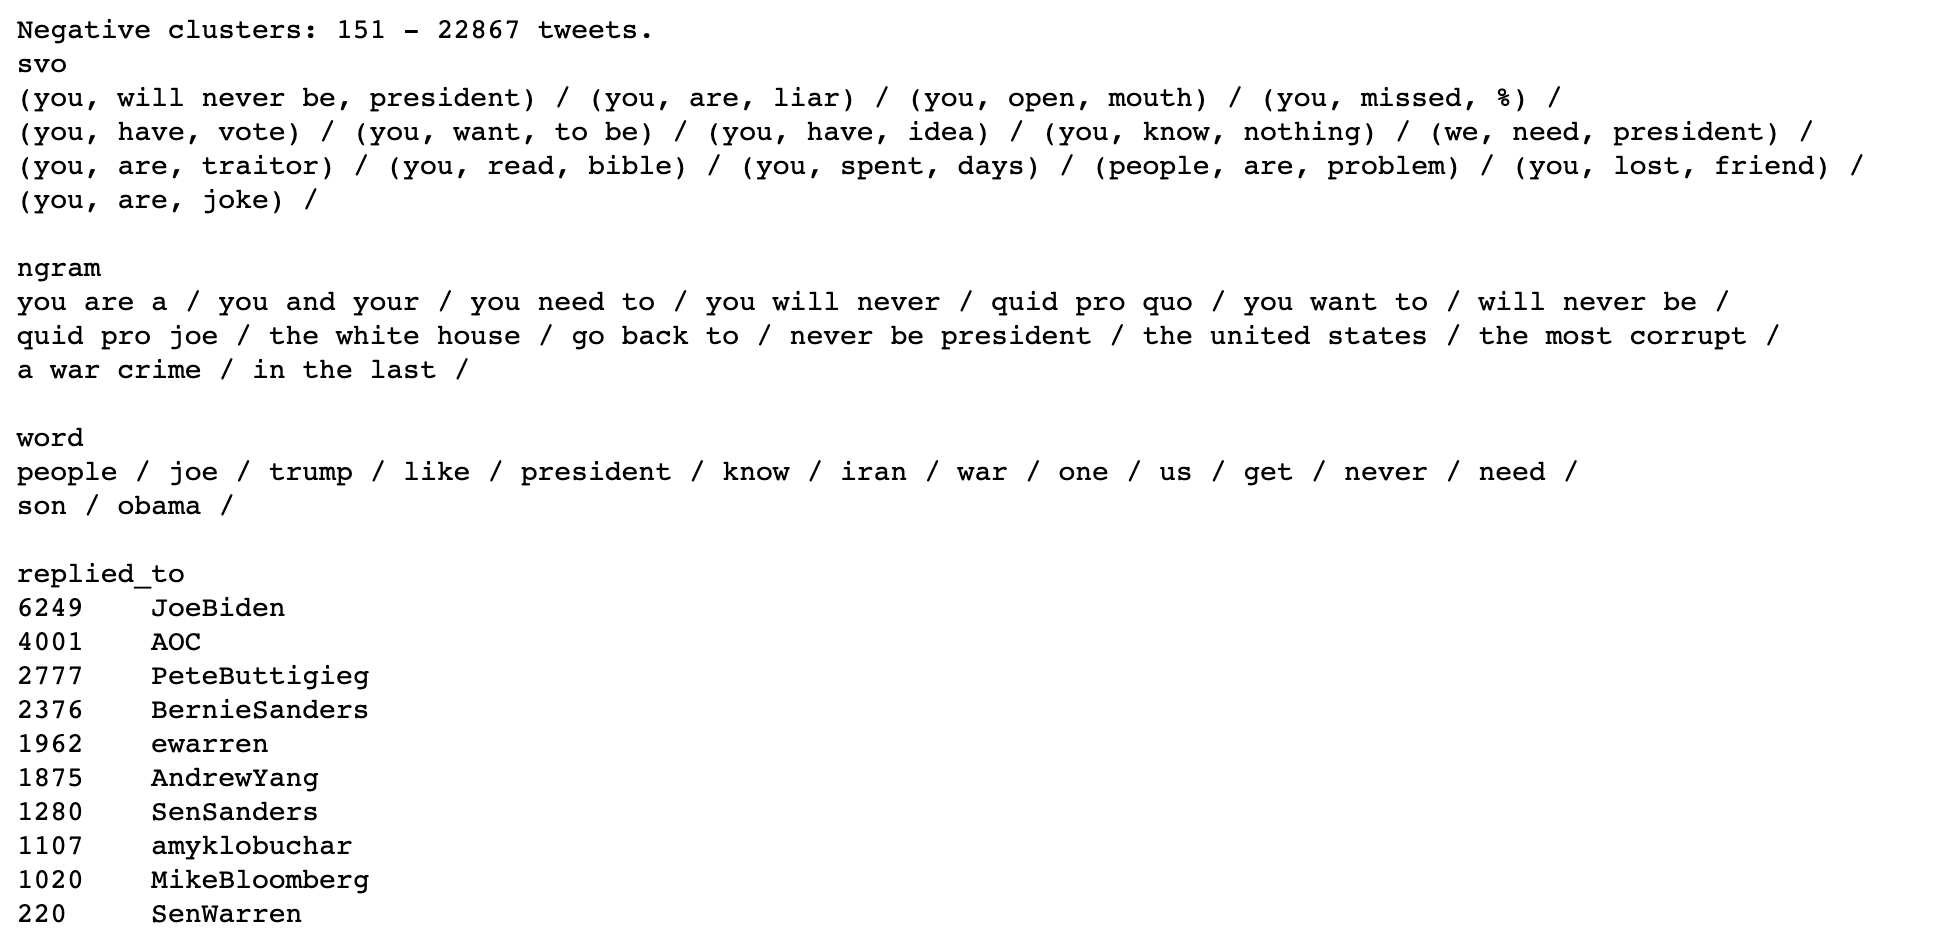 Negative clusters: 151 - 22867 tweets.
svo
(you, will never be, president) / (you, are, liar) / (you, open, mouth) / (you, missed, %) /
(you, have, vote) / (you, want, to be) / (you, have, idea) / (you, know, nothing) / (we, need, president) /
(you, are, traitor) / (you, read, bible) / (you, spent, days) / (people, are, problem) / (you, lost, friend) /
(you, are, joke) /
ngram
you are a / you and your / you need to / you will never / quid pro quo / you want to / will never be /
quid pro joe / the white house / go back to / never be president / the united states / the most corrupt /
a war crime / in the last /
word
people / joe / trump / like / president / know / iran / war / one / us / get / never / need /
son / obama /
replied_to
6249 JoeBiden
4001 AOC
2777 PeteButtigieg
2376 BernieSanders
1962 ewarren
1875 AndrewYang
1280 SenSanders
1107 amyklobuchar
1020 MikeBloomberg
220 SenWarren